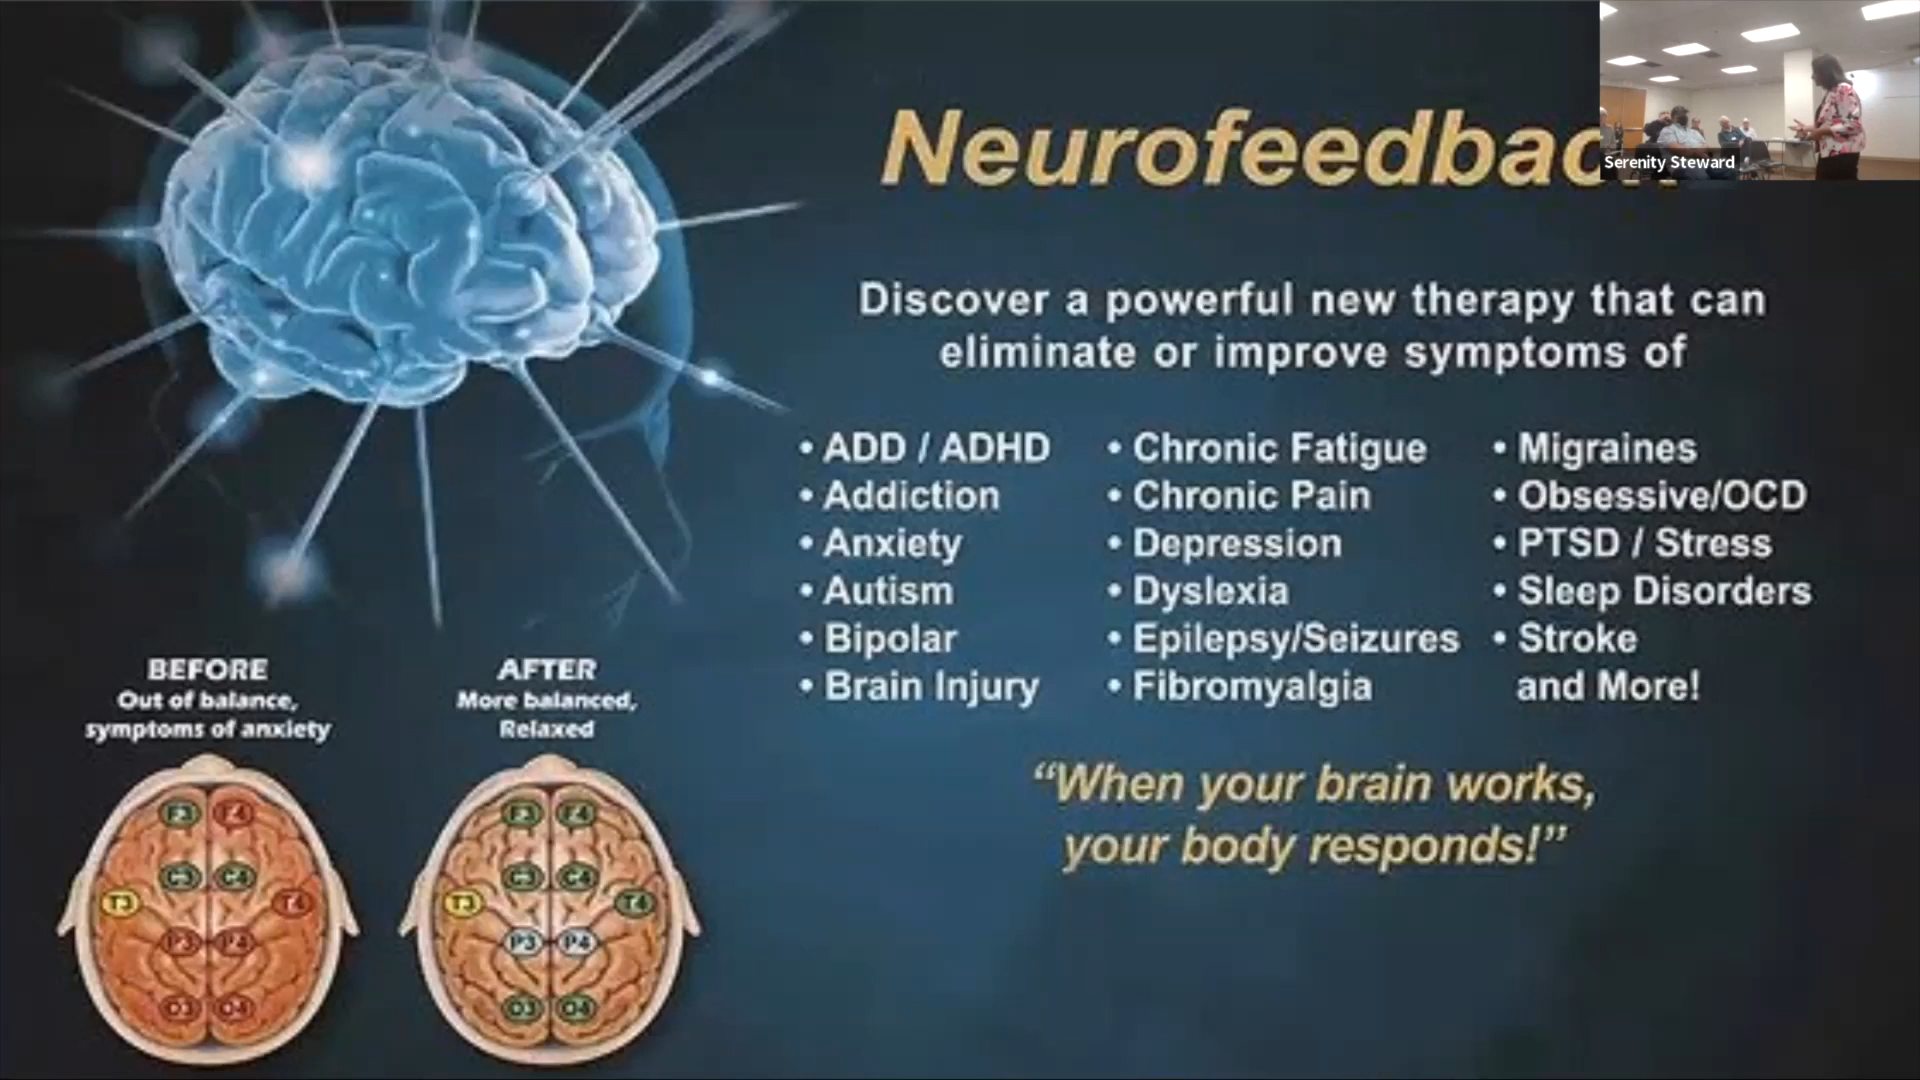 Neurofeedbac
Serenity Steward
Discover a powerful new therapy that can
eliminate or improve symptoms of
• ADD / ADHD
• Addiction
• Anxiety
• Autism
• Bipolar
• Brain Injury
• Chronic Fatigue
• Chronic Pain
• Depression
• Dyslexia
• Epilepsy/Seizures
• Fibromyalgia
• Migraines
• Obsessive/OCD
• PTSD / Stress
• Sleep Disorders
• Stroke
and More!
“When your brain works,
your body responds!”
BEFORE
Out of balance,
symptoms of anxiety
F3 F4
C3 C4
T3 T4
P3 P4
O3 O4
AFTER
More balanced,
Relaxed
F3 F4
C3 C4
T3 T4
P3 P4
O3 O4